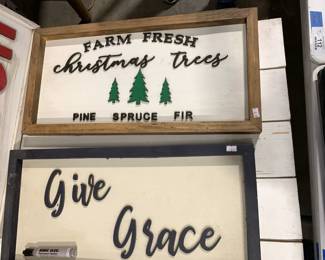 FARM FRESH
christmas trees
PINE SPRUCE FIR
Give
Grace